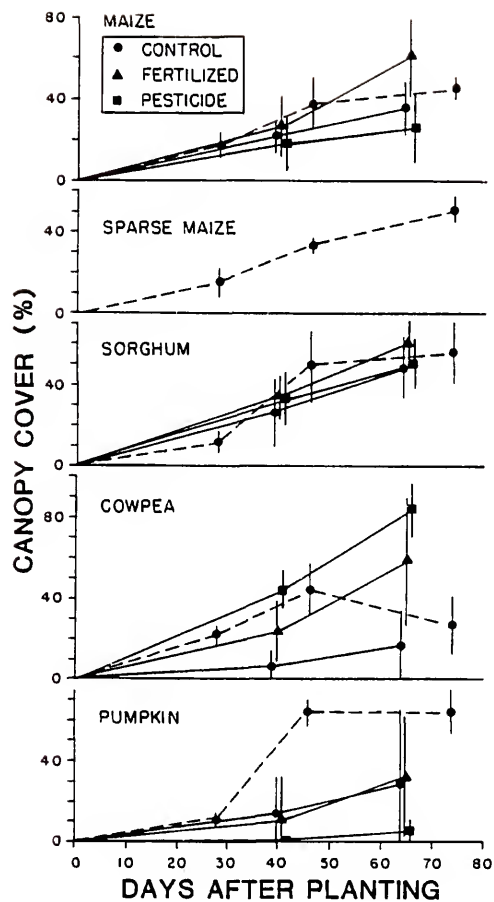 MAIZE
CONTROL
FERTILIZED
PESTICIDE
80
40
0
SPARSE MAIZE
40
0
SORGHUM
40
0
COWPEA
80
40
0
PUMPKIN
40
0
0 10 20 30 40 50 60 70 80
DAYS AFTER PLANTING
CANOPY COVER (%)